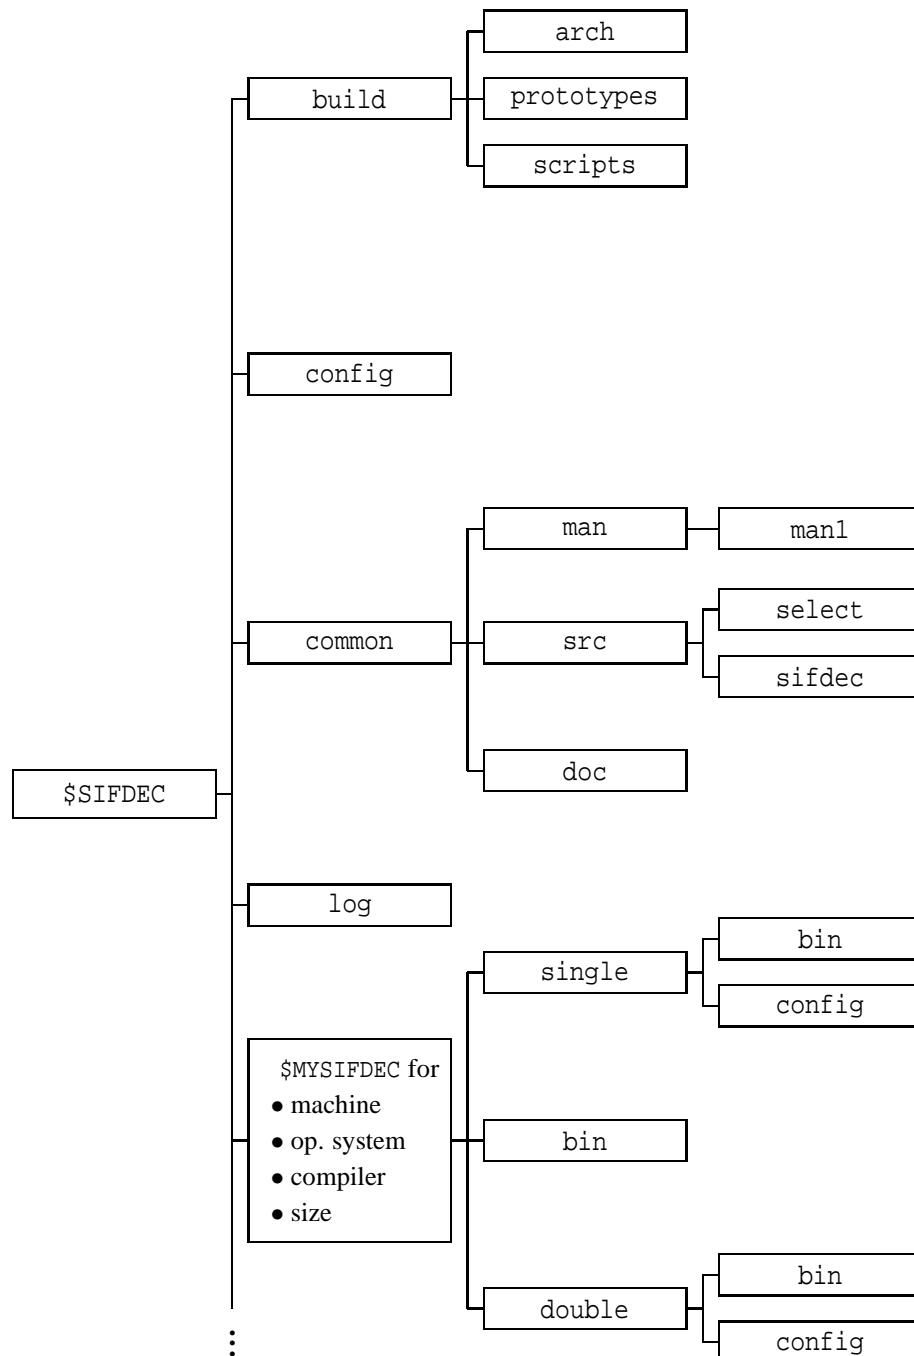 arch
build
prototypes
scripts
config
man
man1
select
common
src
sifdec
doc
$SIFDEC
log
bin
single
config
$MYSIFDEC for
• machine
• op. system
• compiler
• size
bin
bin
double
config